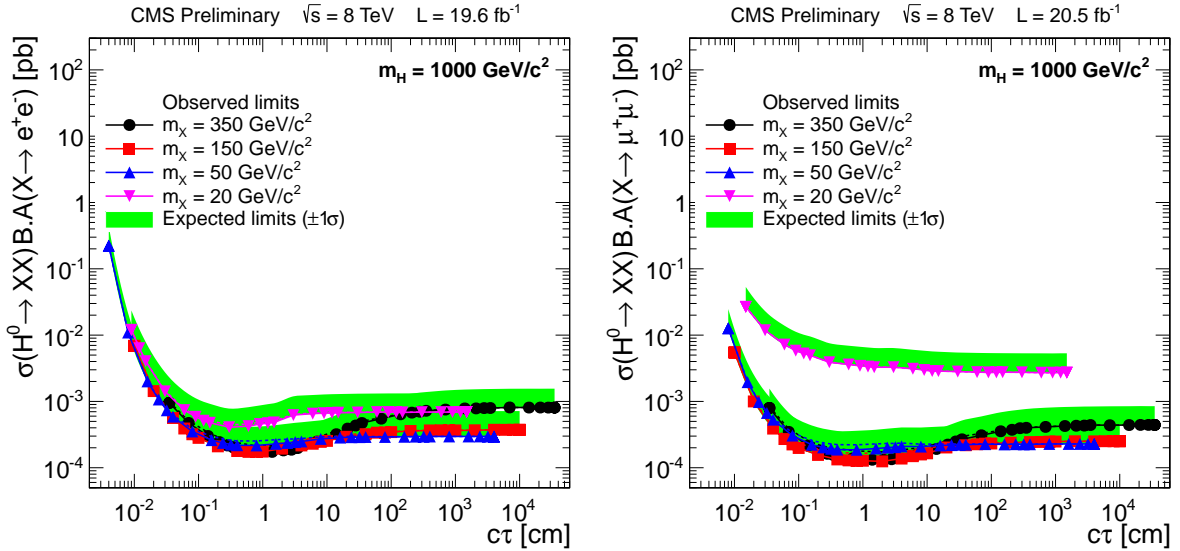 CMS Preliminary √s = 8 TeV L = 19.6 fb⁻¹
σ(H⁰→ XX)B.A(X→ e⁺e⁻) [pb]
10²
10
1
10⁻¹
10⁻²
10⁻³
10⁻⁴
m_H = 1000 GeV/c²
Observed limits
m_X = 350 GeV/c²
m_X = 150 GeV/c²
m_X = 50 GeV/c²
m_X = 20 GeV/c²
Expected limits (±1σ)
10⁻² 10⁻¹ 1 10 10² 10³ 10⁴
cτ [cm]
CMS Preliminary √s = 8 TeV L = 20.5 fb⁻¹
σ(H⁰→ XX)B.A(X→ μ⁺μ⁻) [pb]
10²
10
1
10⁻¹
10⁻²
10⁻³
10⁻⁴
m_H = 1000 GeV/c²
Observed limits
m_X = 350 GeV/c²
m_X = 150 GeV/c²
m_X = 50 GeV/c²
m_X = 20 GeV/c²
Expected limits (±1σ)
10⁻² 10⁻¹ 1 10 10² 10³ 10⁴
cτ [cm]